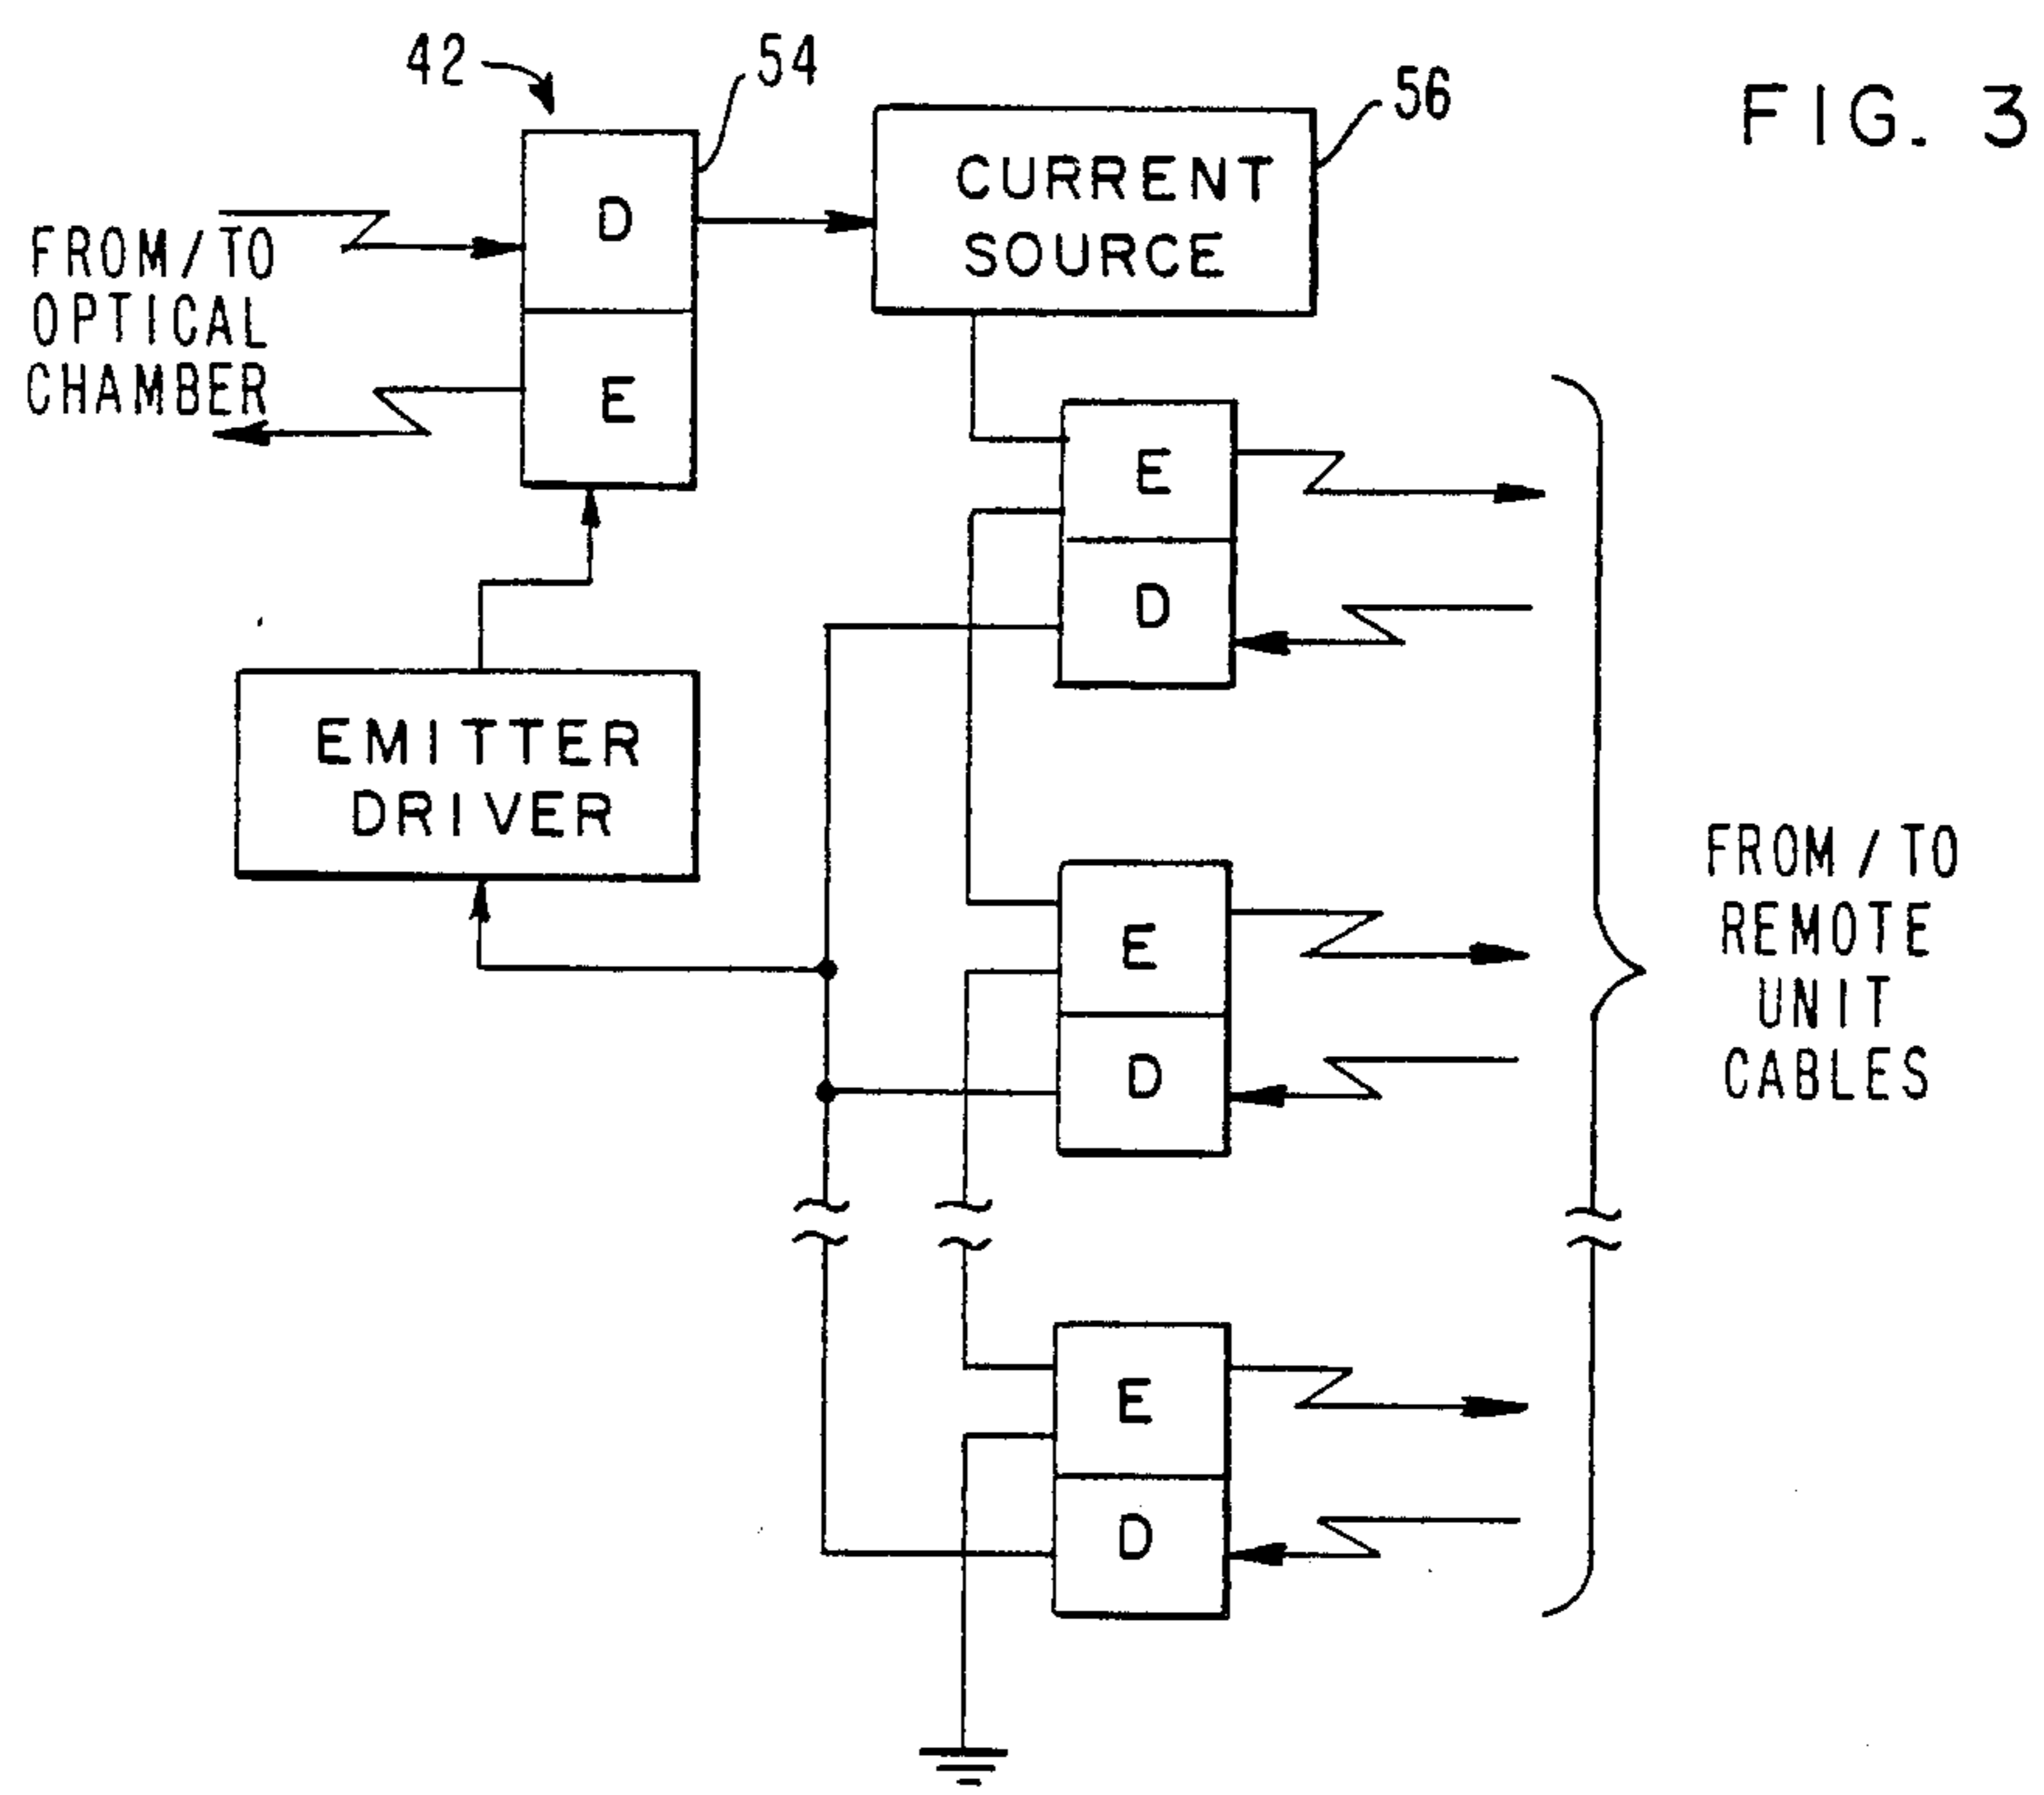 42
54
56
FIG. 3
D
E
CURRENT
SOURCE
FROM/TO
OPTICAL
CHAMBER
E
D
EMITTER
DRIVER
E
D
FROM/TO
REMOTE
UNIT
CABLES
E
D